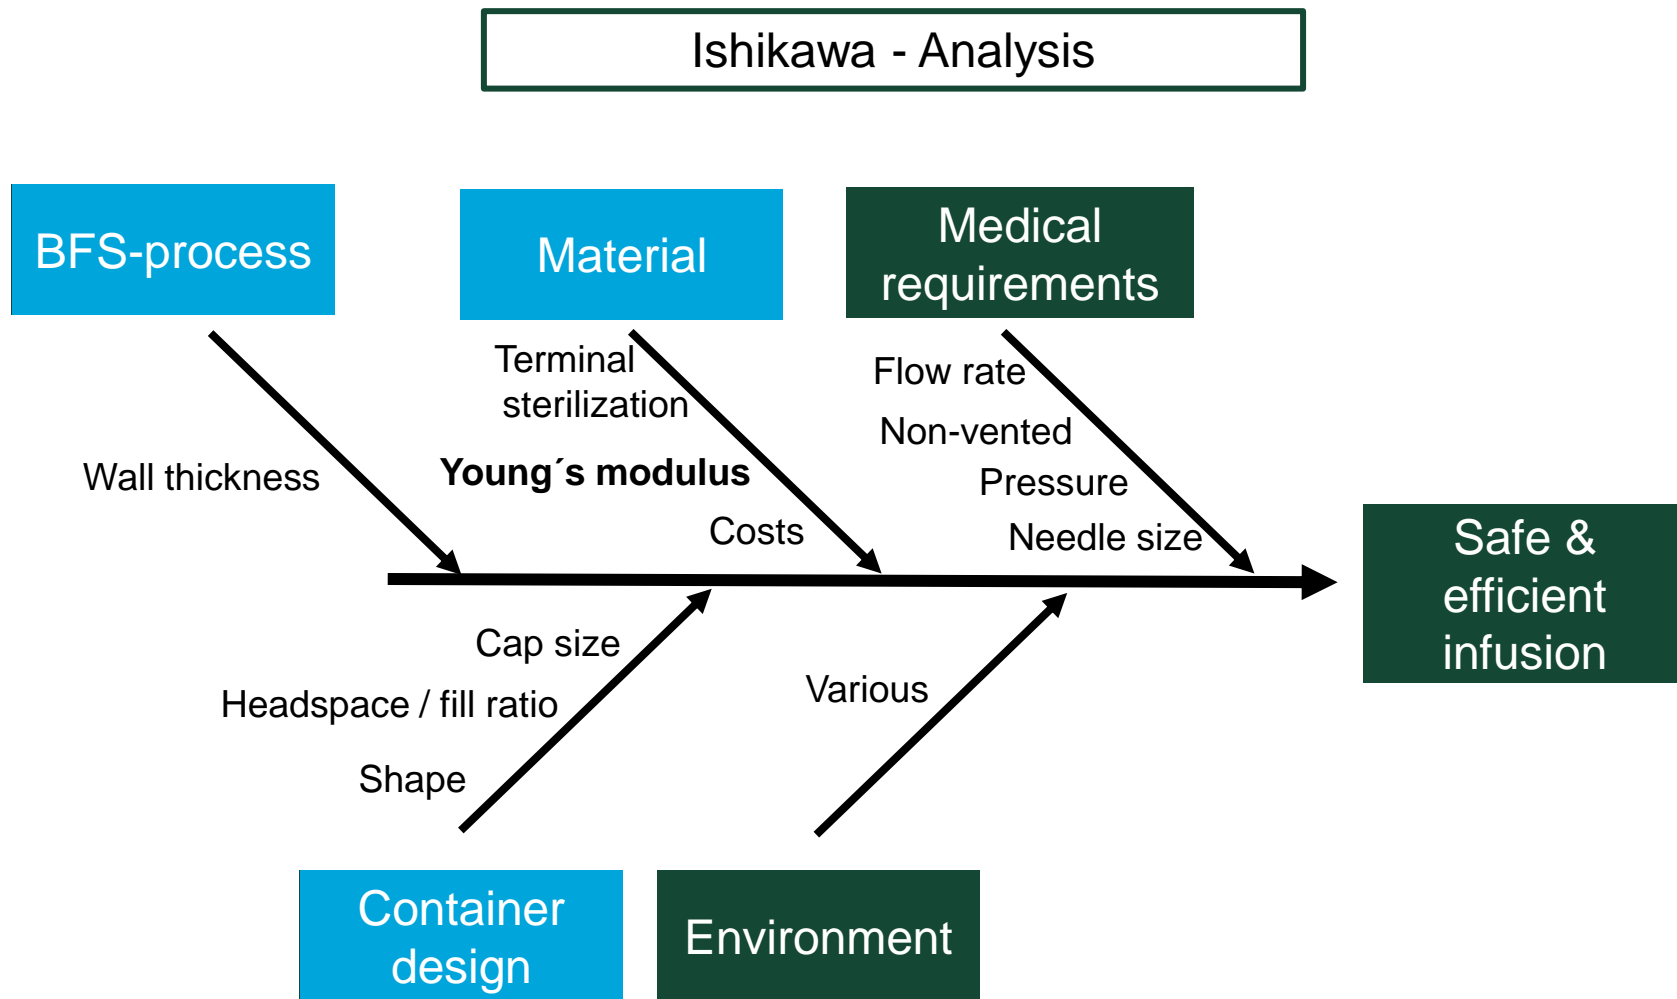 Ishikawa - Analysis
BFS-process
Material
Medical
requirements
Terminal
sterilization
Young´s modulus
Costs
Flow rate
Non-vented
Pressure
Needle size
Wall thickness
Safe &
efficient
infusion
Cap size
Headspace / fill ratio
Shape
Various
Container
design
Environment